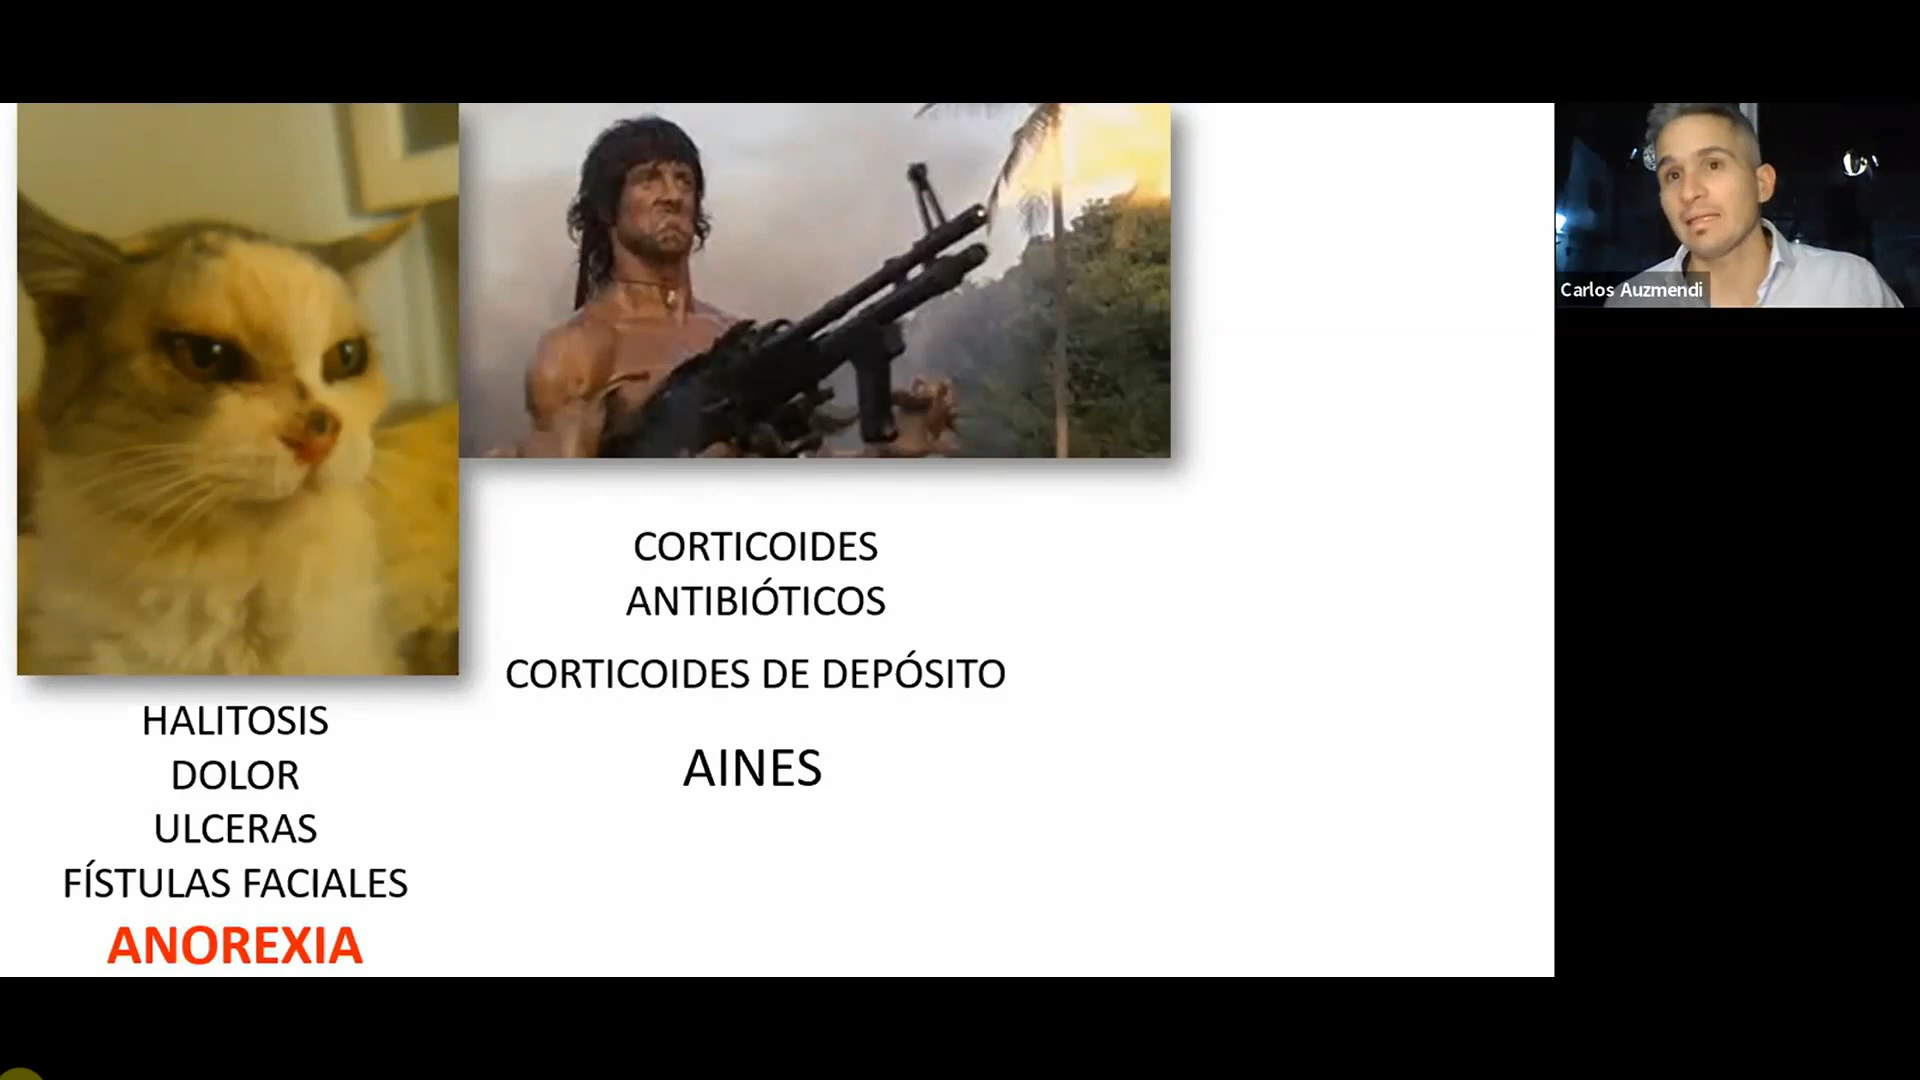 HALITOSIS
DOLOR
ULCERAS
FÍSTULAS FACIALES
ANOREXIA
CORTICOIDES
ANTIBIÓTICOS
CORTICOIDES DE DEPÓSITO
AINES
Carlos Auzmendi